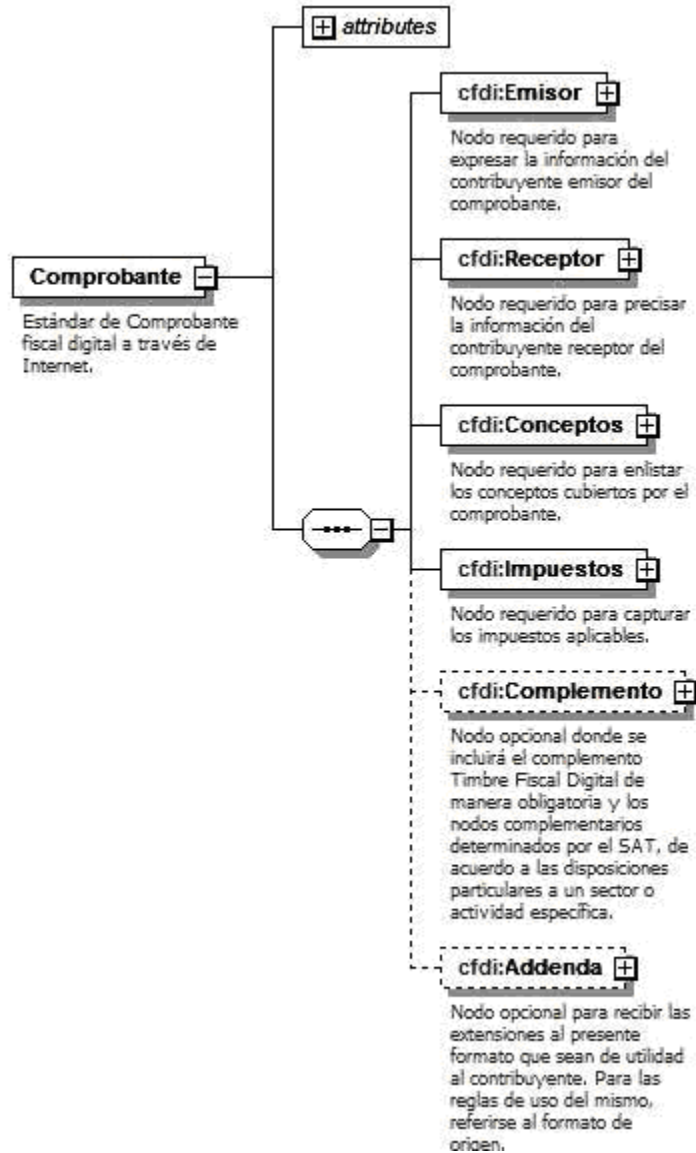 attributes
cfdi:Emisor
Nodo requerido para
expresar la información del
contribuyente emisor del
comprobante.
Comprobante
Estándar de Comprobante
fiscal digital a través de
Internet.
cfdi:Receptor
Nodo requerido para precisar
la información del
contribuyente receptor del
comprobante.
cfdi:Conceptos
Nodo requerido para enlistar
los conceptos cubiertos por el
comprobante.
cfdi:Impuestos
Nodo requerido para capturar
los impuestos aplicables.
cfdi:Complemento
Nodo opcional donde se
incluirá el complemento
Timbre Fiscal Digital de
manera obligatoria y los
nodos complementarios
determinados por el SAT, de
acuerdo a las disposiciones
particulares a un sector o
actividad específica.
cfdi:Addenda
Nodo opcional para recibir las
extensiones al presente
formato que sean de utilidad
al contribuyente. Para las
reglas de uso del mismo,
referirse al formato de
origen.